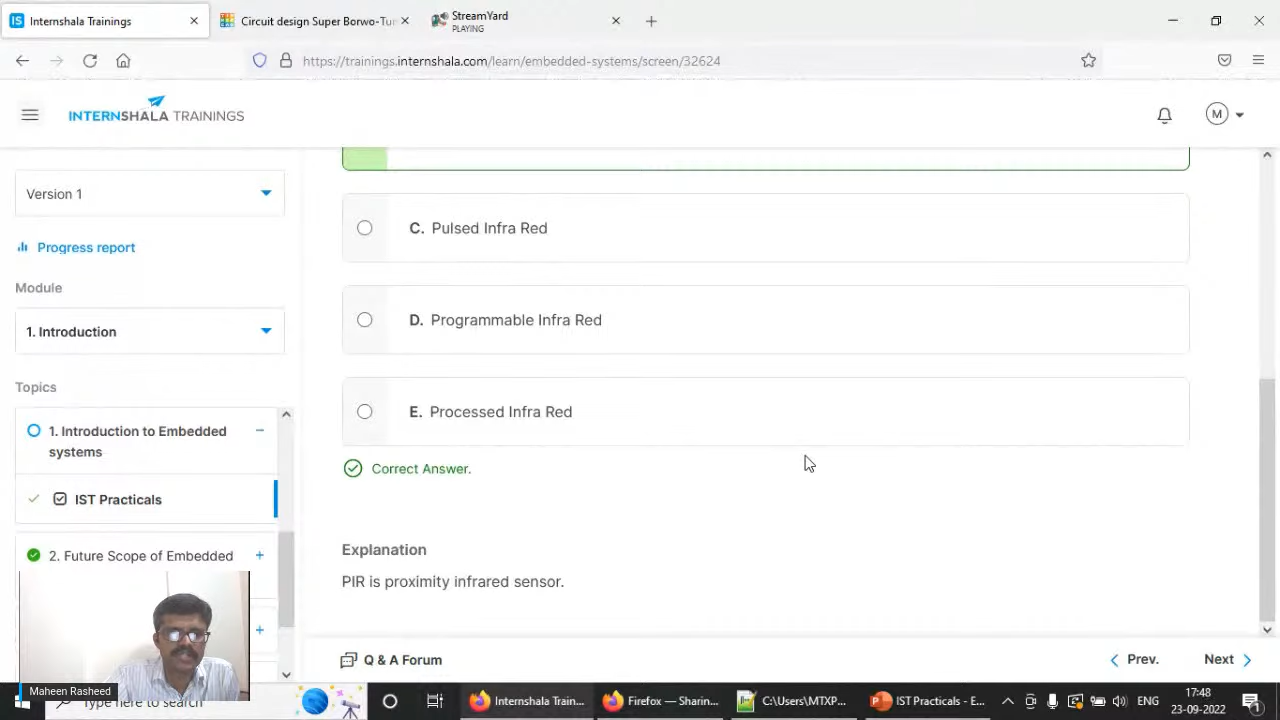 Internshala Trainings
Circuit design Super Borwo-Tur
StreamYard
PLAYING
https://trainings.internshala.com/learn/embedded-systems/screen/32624
INTERNSHALA TRAININGS
M
Version 1
Progress report
Module
1. Introduction
Topics
1. Introduction to Embedded
systems
IST Practicals
2. Future Scope of Embedded
C. Pulsed Infra Red
D. Programmable Infra Red
E. Processed Infra Red
Correct Answer.
Explanation
PIR is proximity infrared sensor.
Q & A Forum
Prev.
Next
Maheen Rasheed
Type here to search
Internshala Train...
Firefox — Sharin...
C:\Users\MTXP...
IST Practicals - E...
ENG
17:48
23-09-2022